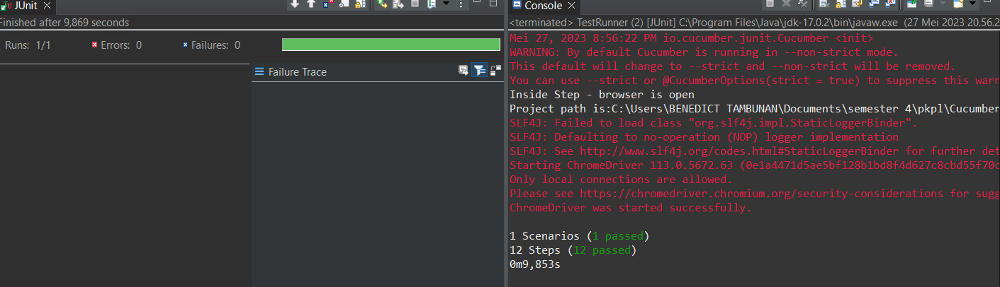 JUnit
Finished after 9,869 seconds
Runs: 1/1 Errors: 0 Failures: 0
Failure Trace
Console
<terminated> TestRunner (2) [JUnit] C:\Program Files\Java\jdk-17.0.2\bin\javaw.exe (27 Mei 2023 20.56.2
Mei 27, 2023 8:56:22 PM io.cucumber.junit.Cucumber <init>
WARNING: By default Cucumber is running in --non-strict mode.
This default will change to --strict and --non-strict will be removed.
You can use --strict or @CucumberOptions(strict = true) to suppress this warn
Inside Step - browser is open
Project path is:C:\Users\BENEDICT TAMBUNAN\Documents\semester 4\pkpl\Cucumber
SLF4J: Failed to load class "org.slf4j.impl.StaticLoggerBinder".
SLF4J: Defaulting to no-operation (NOP) logger implementation
SLF4J: See http://www.slf4j.org/codes.html#StaticLoggerBinder for further det
Starting ChromeDriver 113.0.5672.63 (0e1a4471d5ae5bf128b1bd8f4d627c8cbd55f70c
Only local connections are allowed.
Please see https://chromedriver.chromium.org/security-considerations for sugg
ChromeDriver was started successfully.
1 Scenarios (1 passed)
12 Steps (12 passed)
0m9,853s